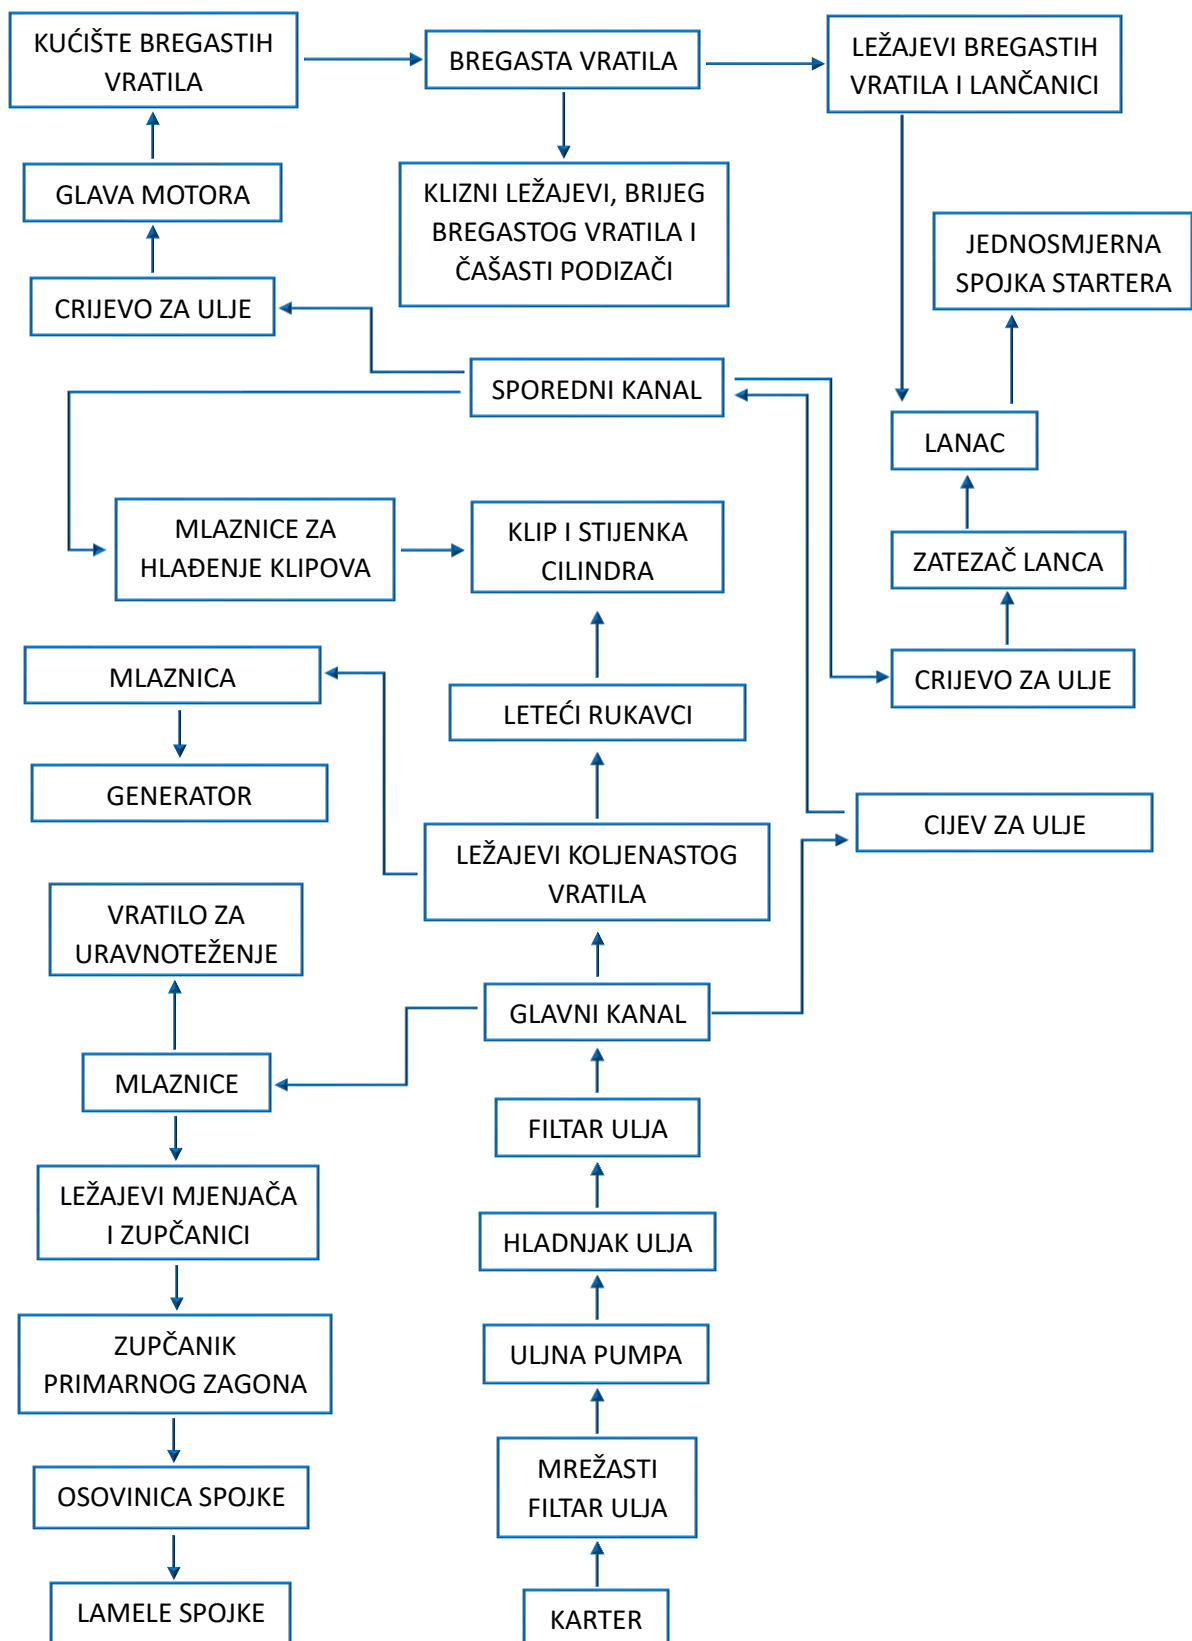 KUĆIŠTE BREGASTIH
VRATILA
BREGASTA VRATILA
LEŽAJEVI BREGASTIH
VRATILA I LANČANICI
GLAVA MOTORA
KLIZNI LEŽAJEVI, BRIJEG
BREGASTOG VRATILA I
ČAŠASTI PODIZAČI
JEDNOSMJERNA
SPOJKA STARTERA
CRIJEVO ZA ULJE
SPOREDNI KANAL
LANAC
MLAZNICE ZA
HLAĐENJE KLIPOVA
KLIP I STIJENKA
CILINDRA
ZATEZAČ LANCA
MLAZNICA
LETEĆI RUKAVCI
CRIJEVO ZA ULJE
GENERATOR
LEŽAJEVI KOLJENASTOG
VRATILA
CIJEV ZA ULJE
VRATILO ZA
URAVNOTEŽENJE
GLAVNI KANAL
MLAZNICE
FILTAR ULJA
LEŽAJEVI MJENJAČA
I ZUPČANICI
HLADNJAK ULJA
ZUPČANIK
PRIMARNOG ZAGONA
ULJNA PUMPA
OSOVINICA SPOJKE
MREŽASTI
FILTAR ULJA
LAMELE SPOJKE
KARTER